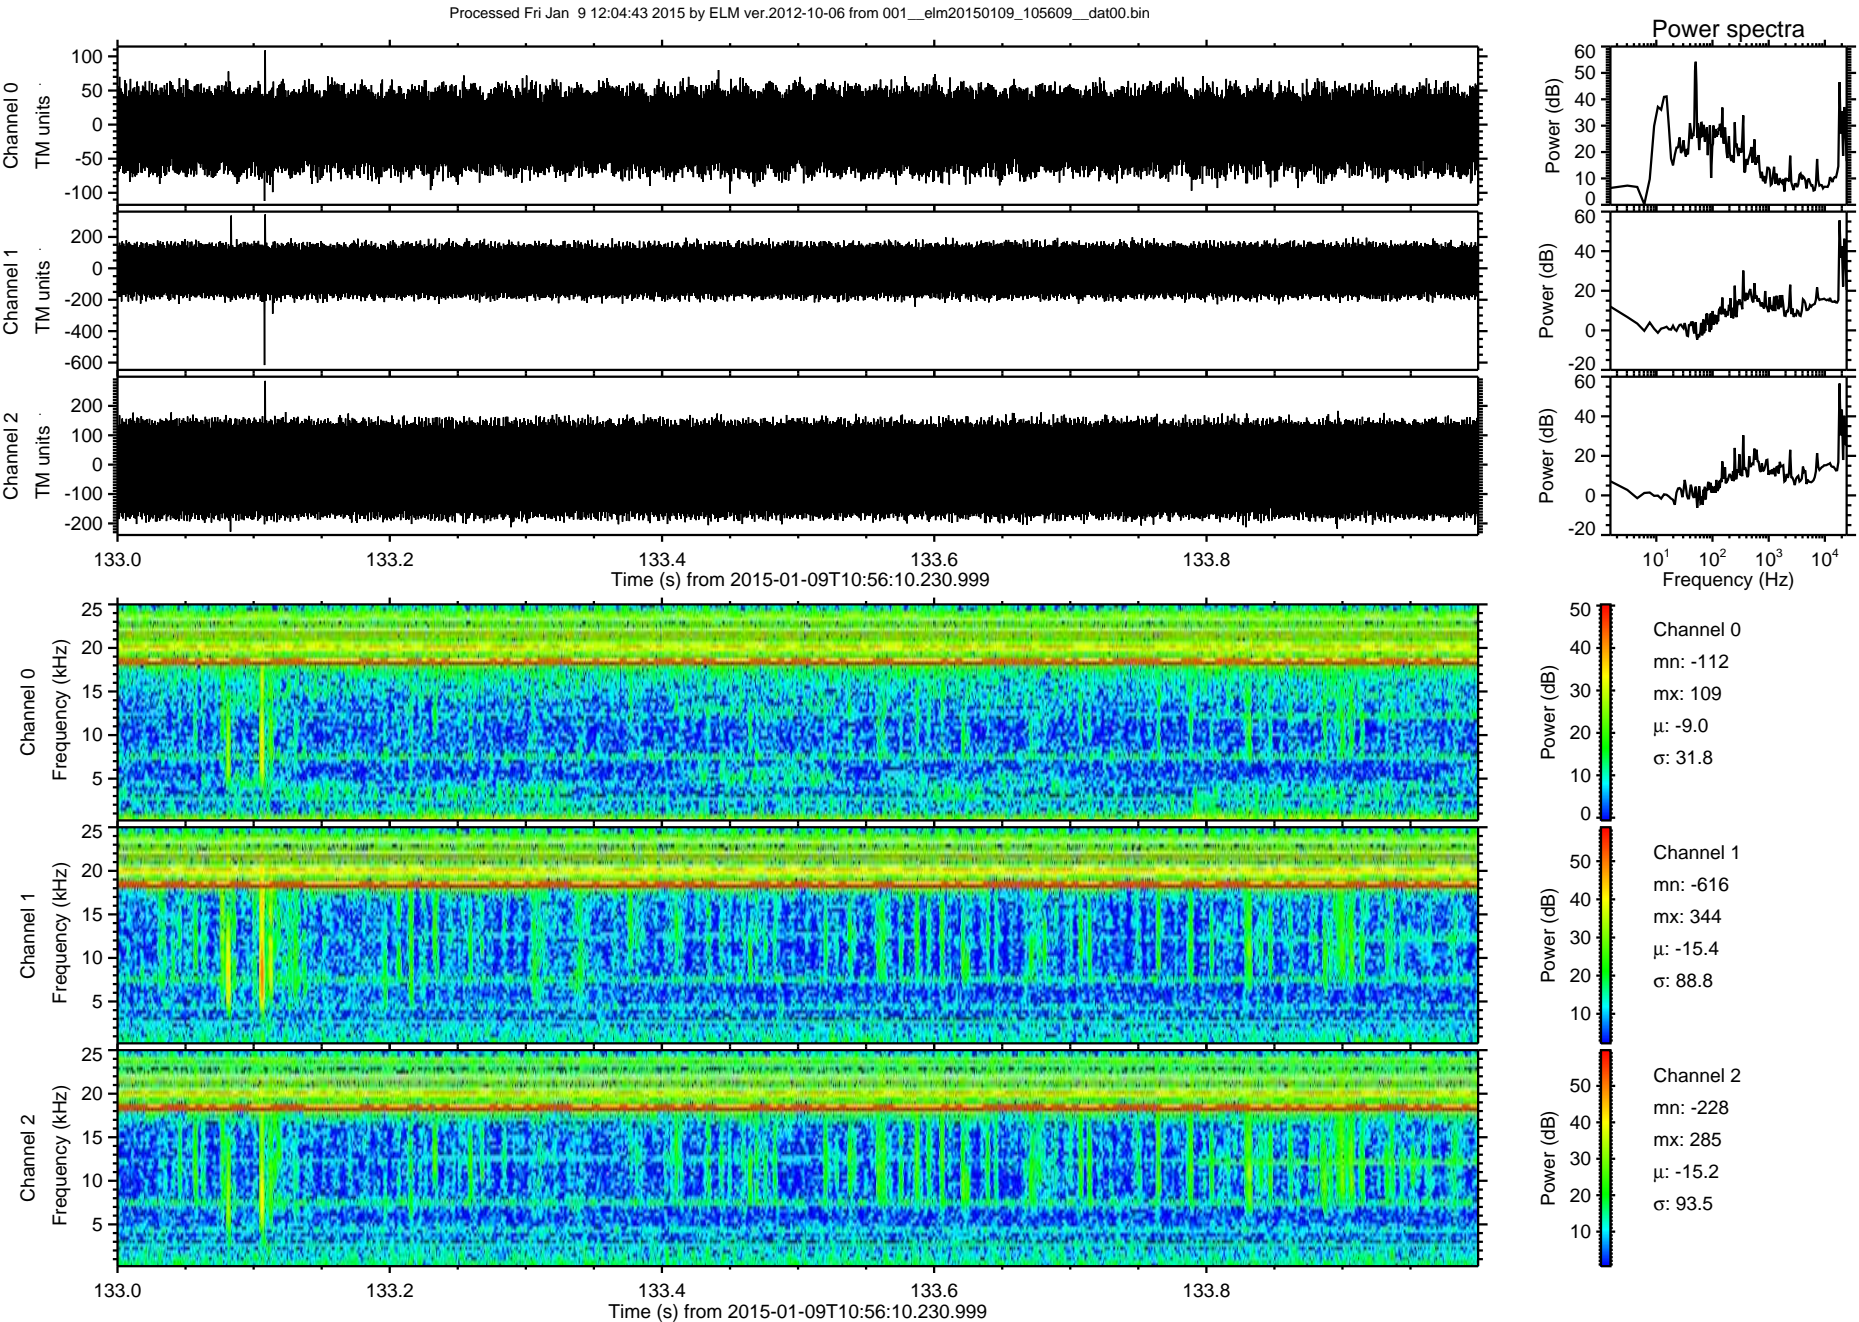 Processed Fri Jan  9 12:04:43 2015 by ELM ver.2012-10-06 from 001__elm20150109_105609__dat00.bin
Power spectra
Channel 0
TM units
100
50
0
-50
-100
Power (dB)
60
50
40
30
20
10
0
Channel 1
TM units
200
0
-200
-400
-600
Power (dB)
60
40
20
0
-20
Channel 2
TM units
200
100
0
-100
-200
Power (dB)
60
40
20
0
-20
133.0 133.2 133.4 133.6 133.8
Time (s) from 2015-01-09T10:56:10.230.999
10^1 10^2 10^3 10^4
Frequency (Hz)
Channel 0
Frequency (kHz)
25
20
15
10
5
Power (dB)
50
40
30
20
10
0
Channel 0
mn: -112
mx: 109
µ: -9.0
σ: 31.8
Channel 1
Frequency (kHz)
25
20
15
10
5
Power (dB)
50
40
30
20
10
Channel 1
mn: -616
mx: 344
µ: -15.4
σ: 88.8
Channel 2
Frequency (kHz)
25
20
15
10
5
Power (dB)
50
40
30
20
10
Channel 2
mn: -228
mx: 285
µ: -15.2
σ: 93.5
133.0 133.2 133.4 133.6 133.8
Time (s) from 2015-01-09T10:56:10.230.999